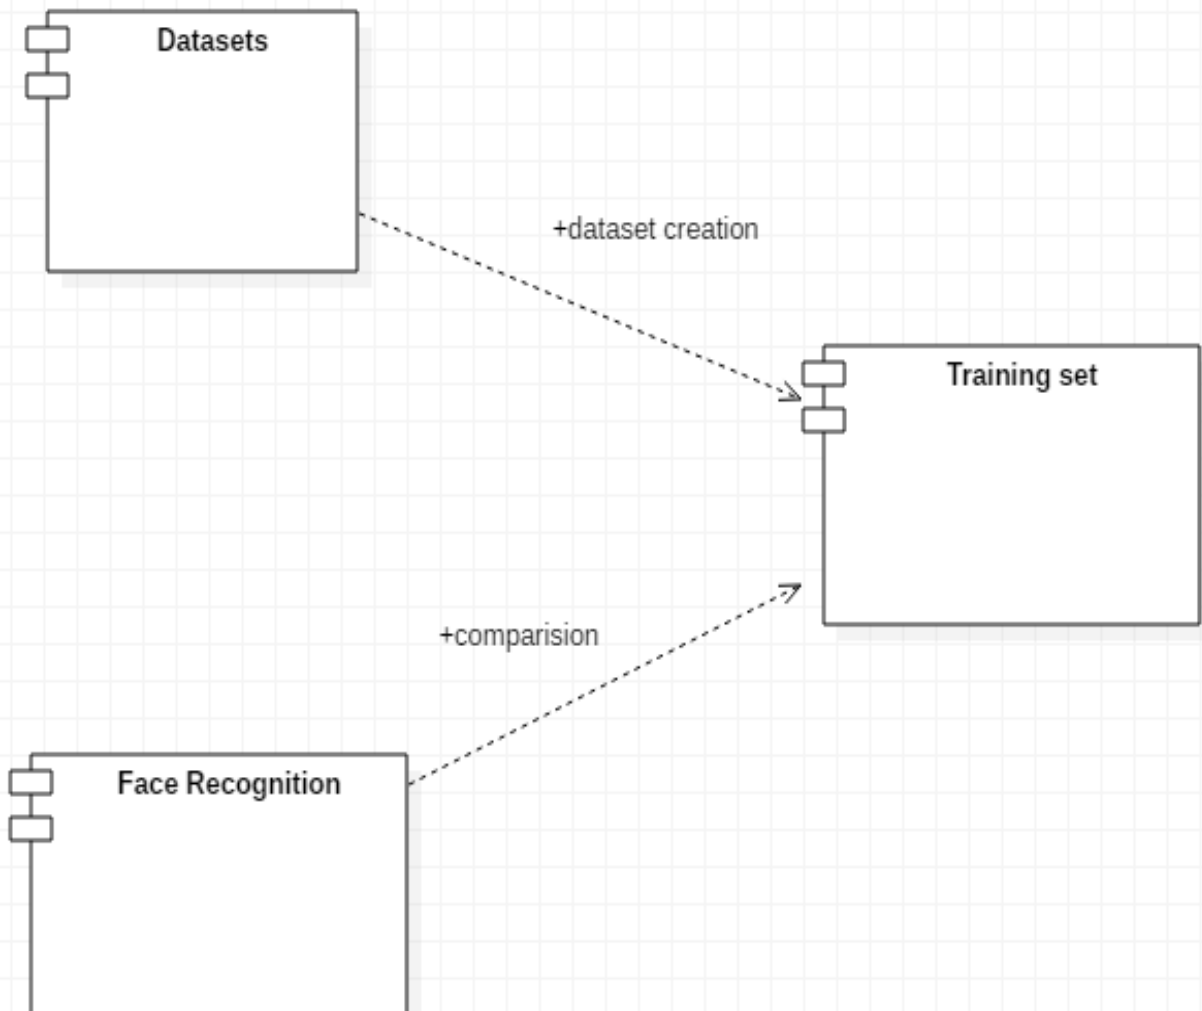 Datasets
+dataset creation
Training set
+comparision
Face Recognition